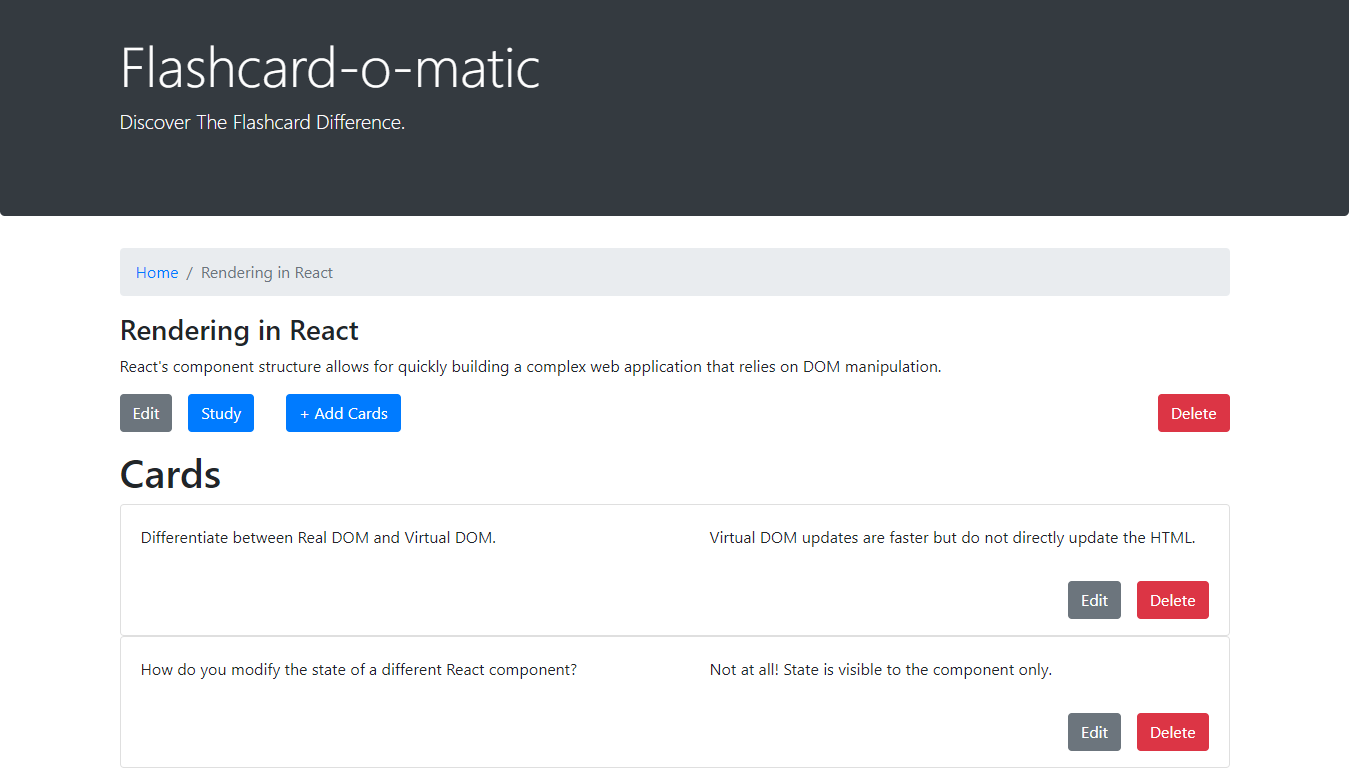 Flashcard-o-matic
Discover The Flashcard Difference.
Home / Rendering in React
Rendering in React
React's component structure allows for quickly building a complex web application that relies on DOM manipulation.
Edit Study + Add Cards Delete
Cards
Differentiate between Real DOM and Virtual DOM. Virtual DOM updates are faster but do not directly update the HTML.
Edit Delete
How do you modify the state of a different React component? Not at all! State is visible to the component only.
Edit Delete